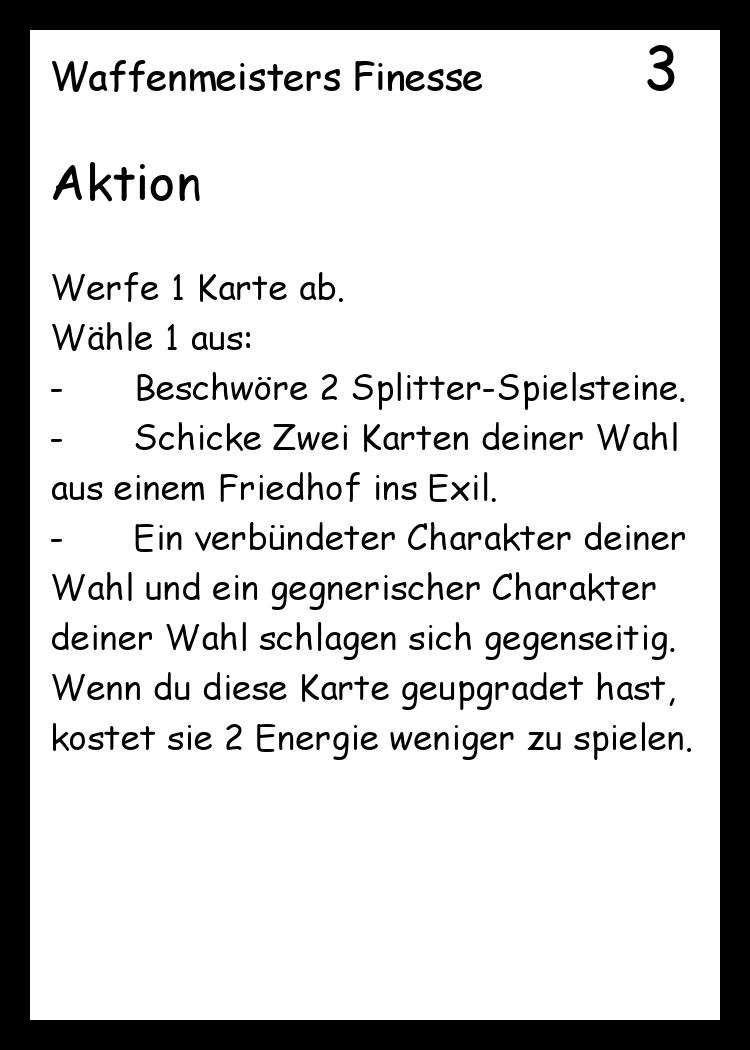 Waffenmeisters Finesse 3
Aktion
Werfe 1 Karte ab.
Wähle 1 aus:
- Beschwöre 2 Splitter-Spielsteine.
- Schicke Zwei Karten deiner Wahl
aus einem Friedhof ins Exil.
- Ein verbündeter Charakter deiner
Wahl und ein gegnerischer Charakter
deiner Wahl schlagen sich gegenseitig.
Wenn du diese Karte geupgradet hast,
kostet sie 2 Energie weniger zu spielen.